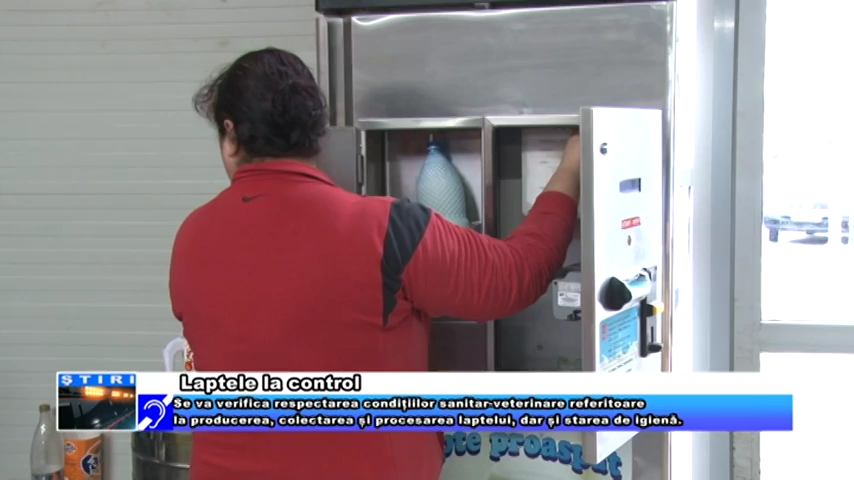 ȘTIRI
Laptele la control
Se va verifica respectarea condițiilor sanitar-veterinare referitoare
la producerea, colectarea și procesarea laptelui, dar și starea de igienă.
proaspăt